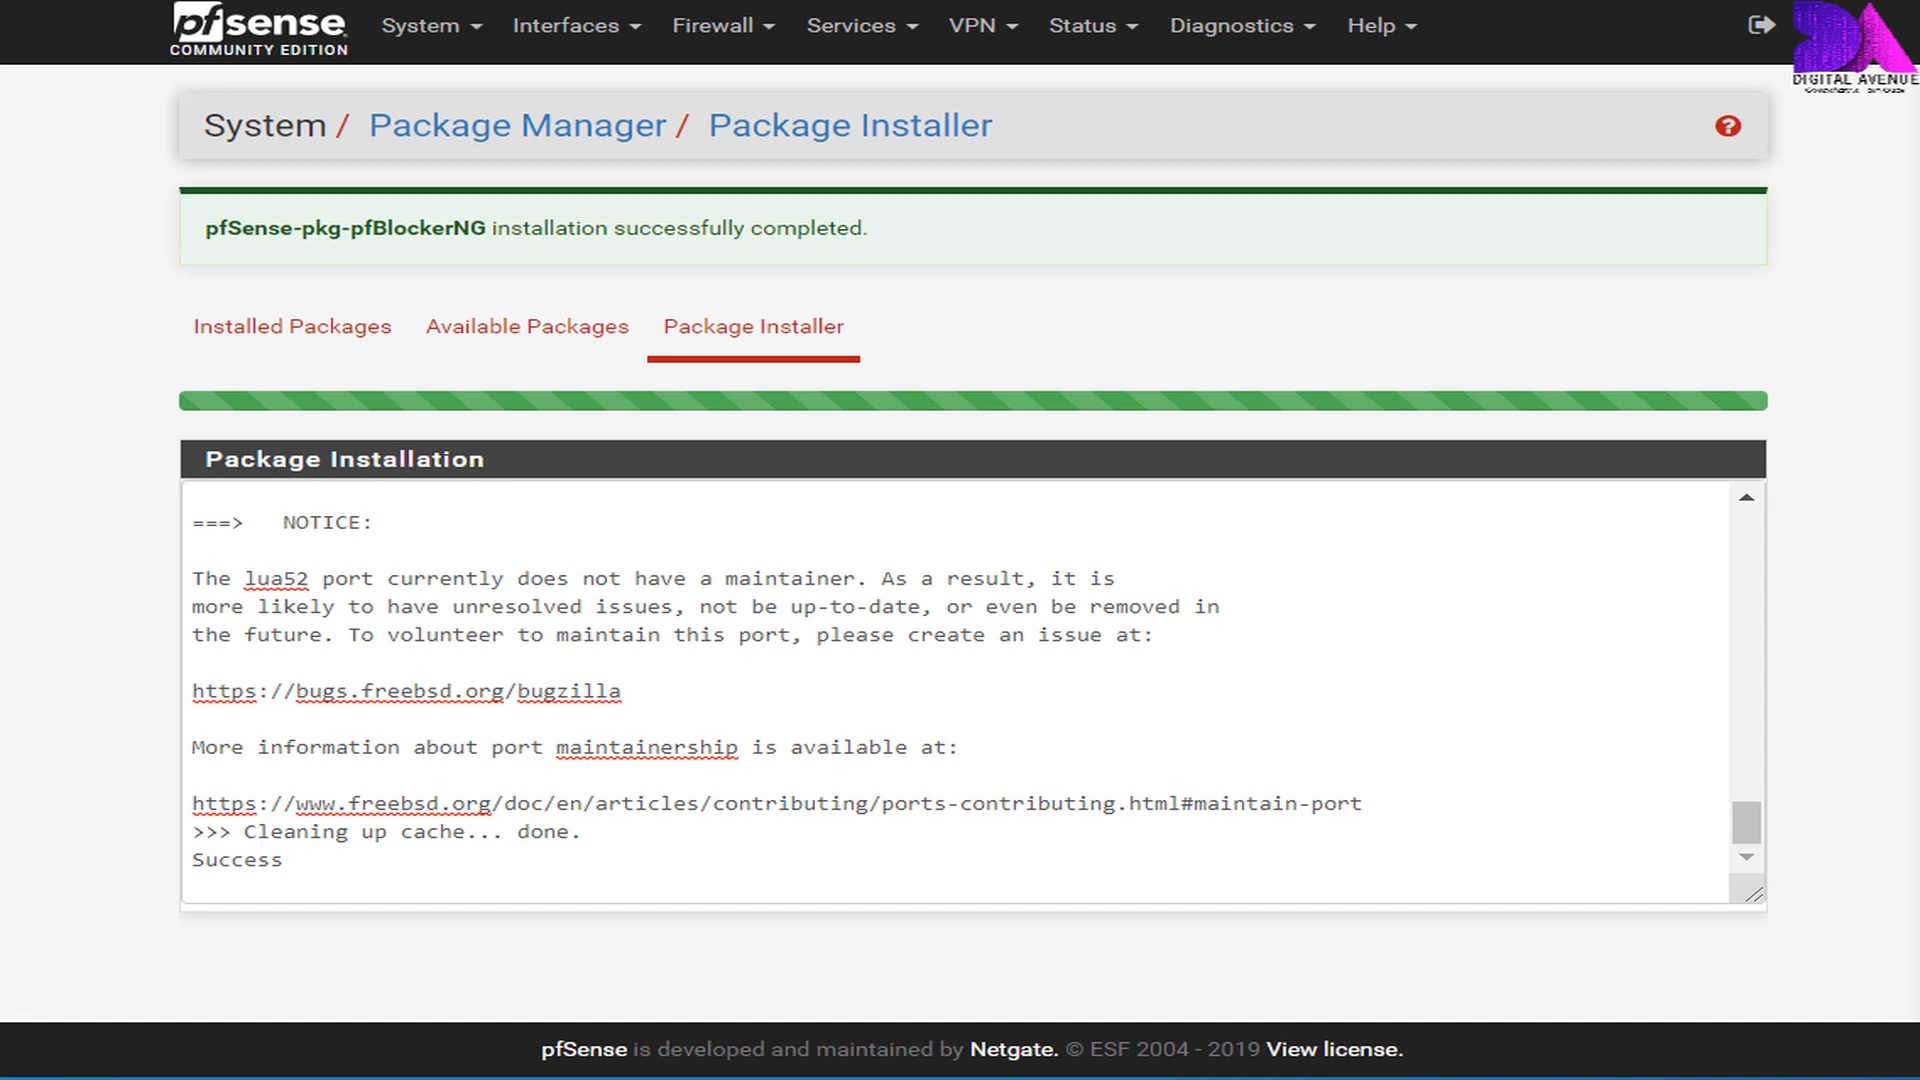 pfsense
COMMUNITY EDITION
System Interfaces Firewall Services VPN Status Diagnostics Help
DIGITAL AVENUE
System / Package Manager / Package Installer
pfSense-pkg-pfBlockerNG installation successfully completed.
Installed Packages Available Packages Package Installer
Package Installation
===> NOTICE:
The lua52 port currently does not have a maintainer. As a result, it is
more likely to have unresolved issues, not be up-to-date, or even be removed in
the future. To volunteer to maintain this port, please create an issue at:
https://bugs.freebsd.org/bugzilla
More information about port maintainership is available at:
https://www.freebsd.org/doc/en/articles/contributing/ports-contributing.html#maintain-port
>>> Cleaning up cache... done.
Success
pfSense is developed and maintained by Netgate. © ESF 2004 - 2019 View license.